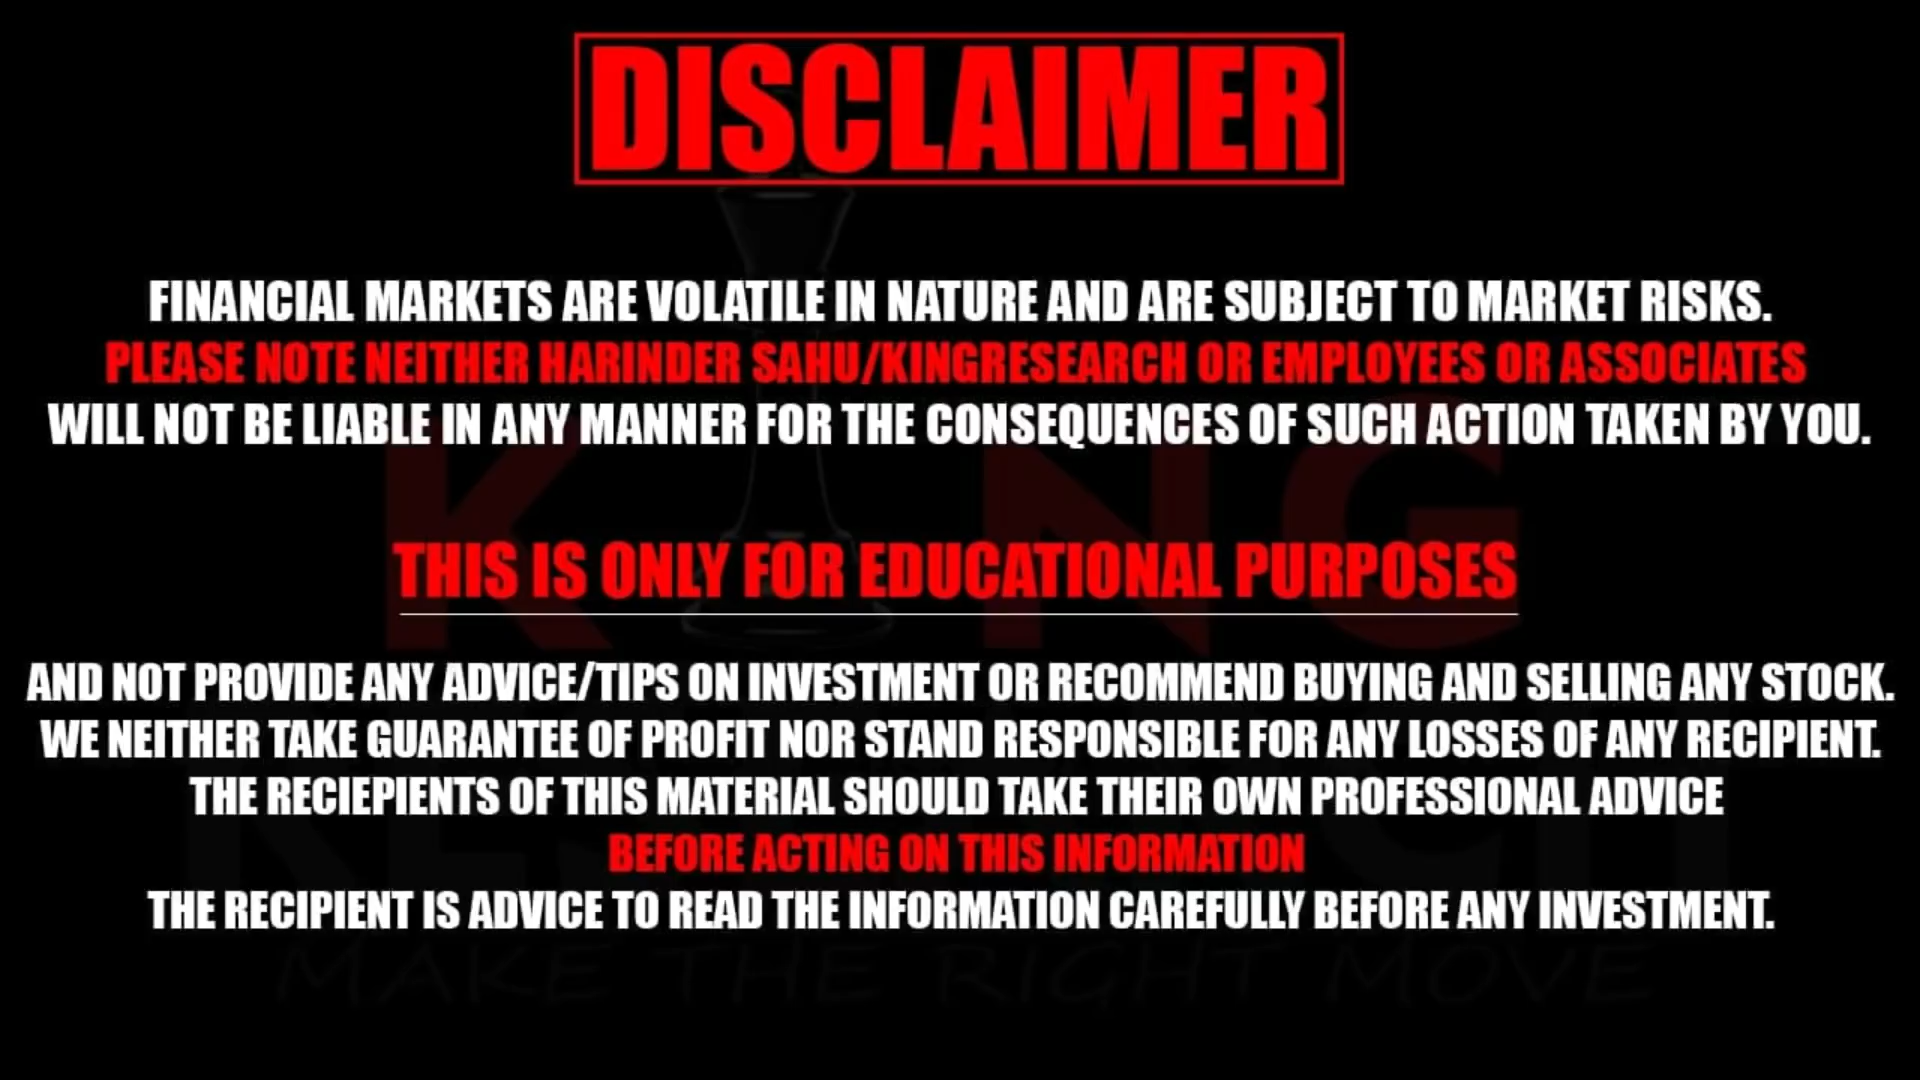 DISCLAIMER
FINANCIAL MARKETS ARE VOLATILE IN NATURE AND ARE SUBJECT TO MARKET RISKS.
PLEASE NOTE NEITHER HARINDER SAHU/KINGRESEARCH OR EMPLOYEES OR ASSOCIATES
WILL NOT BE LIABLE IN ANY MANNER FOR THE CONSEQUENCES OF SUCH ACTION TAKEN BY YOU.
K NG
THIS IS ONLY FOR EDUCATIONAL PURPOSES
AND NOT PROVIDE ANY ADVICE/TIPS ON INVESTMENT OR RECOMMEND BUYING AND SELLING ANY STOCK.
WE NEITHER TAKE GUARANTEE OF PROFIT NOR STAND RESPONSIBLE FOR ANY LOSSES OF ANY RECIPIENT.
THE RECIEPIENTS OF THIS MATERIAL SHOULD TAKE THEIR OWN PROFESSIONAL ADVICE
BEFORE ACTING ON THIS INFORMATION
THE RECIPIENT IS ADVICE TO READ THE INFORMATION CAREFULLY BEFORE ANY INVESTMENT.
MAKE THE RIGHT MOVE